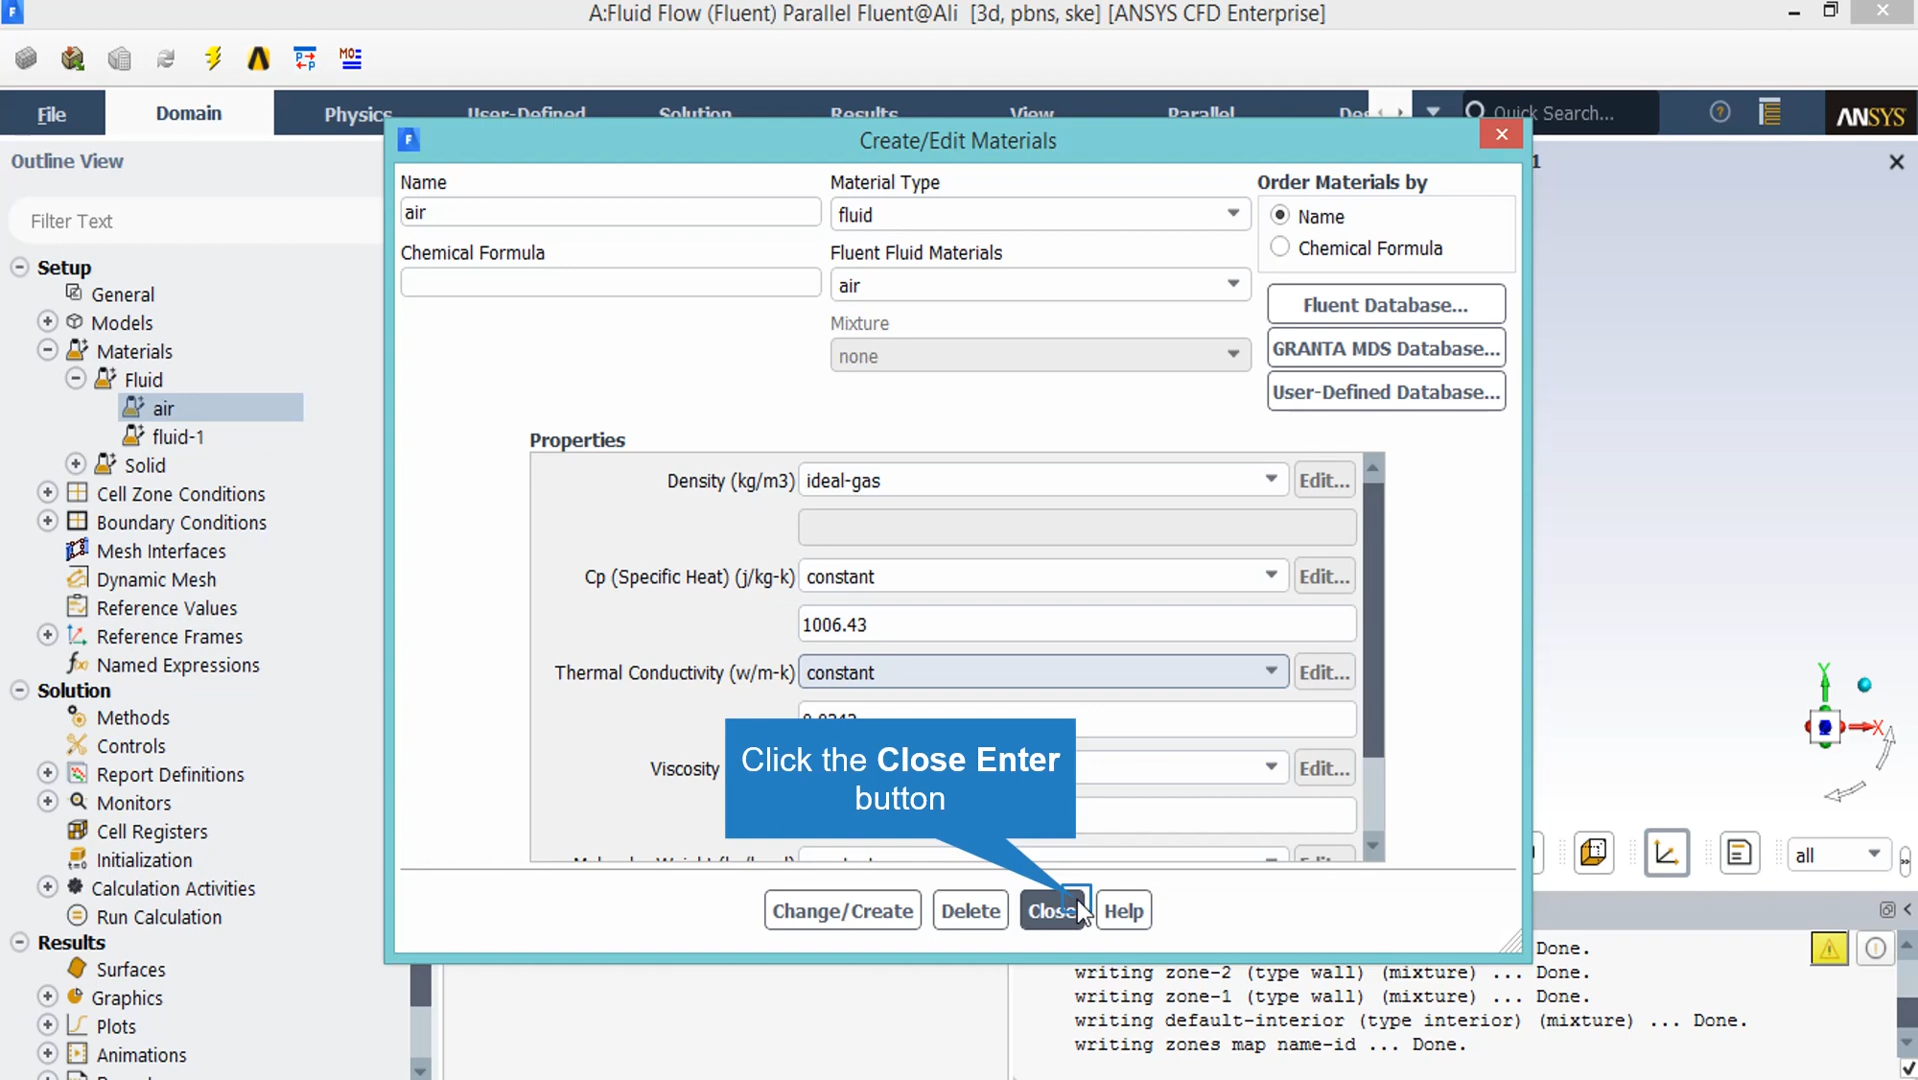 A:Fluid Flow (Fluent) Parallel Fluent@Ali [3d, pbns, ske] [ANSYS CFD Enterprise]
File
Domain
Physics
User-Defined
Solution
Results
View
Parallel
Quick Search...
ANSYS
Outline View
Filter Text
Setup
General
Models
Materials
Fluid
air
fluid-1
Solid
Cell Zone Conditions
Boundary Conditions
Mesh Interfaces
Dynamic Mesh
Reference Values
Reference Frames
Named Expressions
Solution
Methods
Controls
Report Definitions
Monitors
Cell Registers
Initialization
Calculation Activities
Run Calculation
Results
Surfaces
Graphics
Plots
Animations
Create/Edit Materials
Name
air
Chemical Formula
Material Type
fluid
Fluent Fluid Materials
air
Mixture
none
Order Materials by
Name
Chemical Formula
Fluent Database...
GRANTA MDS Database...
User-Defined Database...
Properties
Density (kg/m3)
ideal-gas
Edit...
Cp (Specific Heat) (j/kg-k)
constant
Edit...
1006.43
Thermal Conductivity (w/m-k)
constant
Edit...
Viscosity
Edit...
Click the Close Enter
button
Change/Create
Delete
Close
Help
1
Y
X
all
Done.
writing zone-2 (type wall) (mixture) ... Done.
writing zone-1 (type wall) (mixture) ... Done.
writing default-interior (type interior) (mixture) ... Done.
writing zones map name-id ... Done.